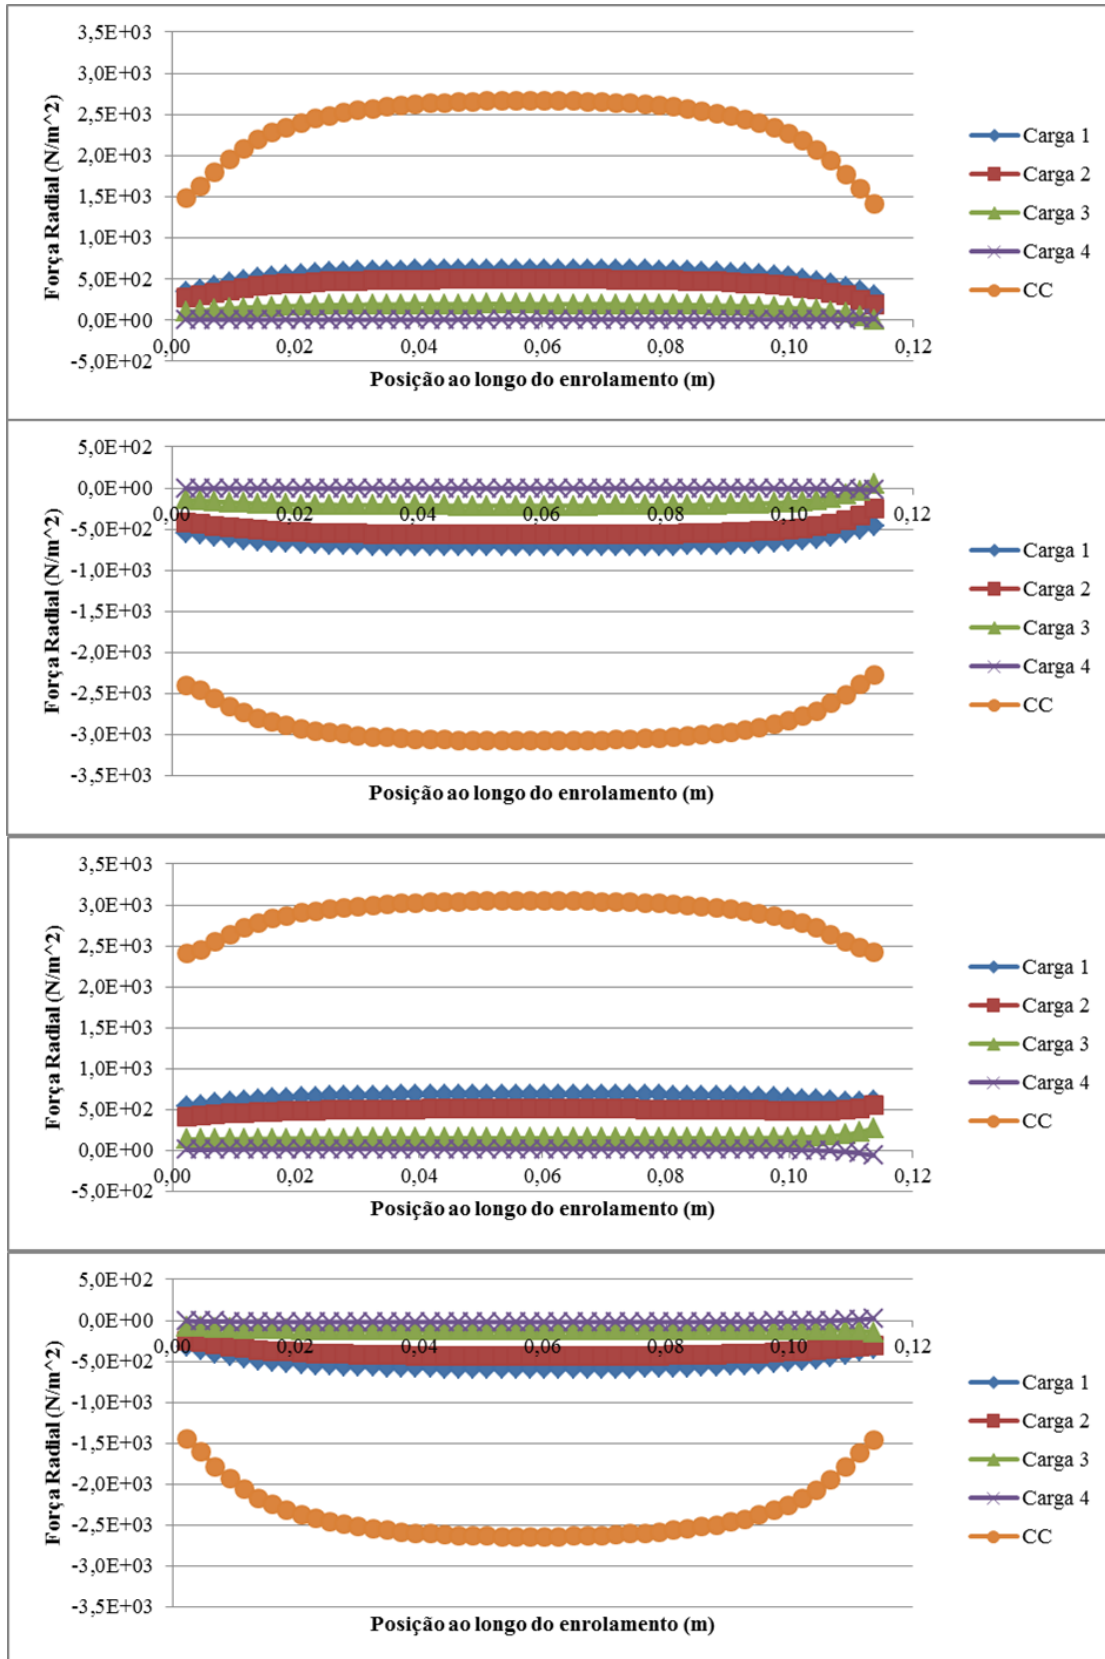 Força Radial (N/m^2)
3,5E+03
3,0E+03
2,5E+03
2,0E+03
1,5E+03
1,0E+03
5,0E+02
0,0E+00
-5,0E+02
0,00 0,02 0,04 0,06 0,08 0,10 0,12
Posição ao longo do enrolamento (m)
Carga 1
Carga 2
Carga 3
Carga 4
CC
Força Radial (N/m^2)
5,0E+02
0,0E+00
-5,0E+02
-1,0E+03
-1,5E+03
-2,0E+03
-2,5E+03
-3,0E+03
-3,5E+03
0,00 0,02 0,04 0,06 0,08 0,10 0,12
Posição ao longo do enrolamento (m)
Carga 1
Carga 2
Carga 3
Carga 4
CC
Força Radial (N/m^2)
3,5E+03
3,0E+03
2,5E+03
2,0E+03
1,5E+03
1,0E+03
5,0E+02
0,0E+00
-5,0E+02
0,00 0,02 0,04 0,06 0,08 0,10 0,12
Posição ao longo do enrolamento (m)
Carga 1
Carga 2
Carga 3
Carga 4
CC
Força Radial (N/m^2)
5,0E+02
0,0E+00
-5,0E+02
-1,0E+03
-1,5E+03
-2,0E+03
-2,5E+03
-3,0E+03
-3,5E+03
0,00 0,02 0,04 0,06 0,08 0,10 0,12
Posição ao longo do enrolamento (m)
Carga 1
Carga 2
Carga 3
Carga 4
CC